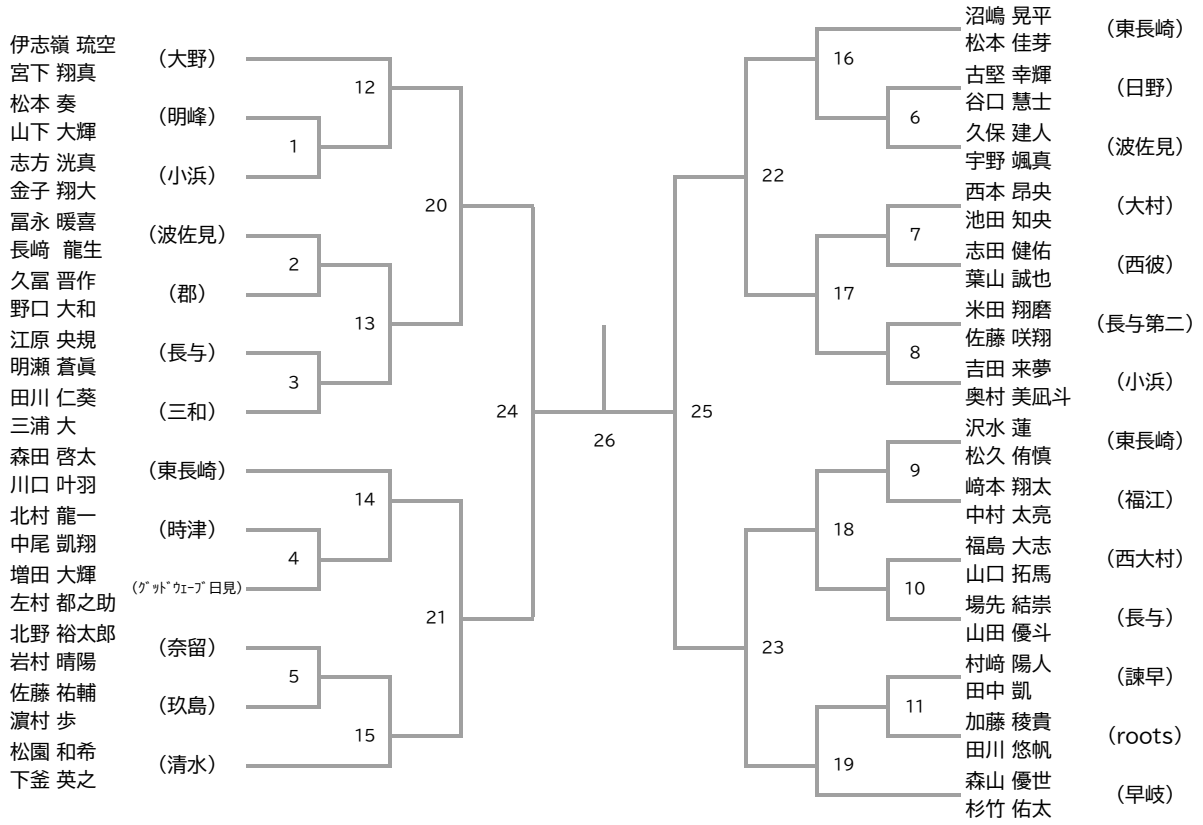 伊志嶺 琉空
宮下 翔真
（大野）
松本 奏
山下 大輝
（明峰）
志方 洸真
金子 翔大
（小浜）
冨永 暖喜
長﨑 龍生
（波佐見）
久冨 晋作
野口 大和
（郡）
江原 央規
明瀬 蒼眞
（長与）
田川 仁葵
三浦 大
（三和）
森田 啓太
川口 叶羽
（東長崎）
北村 龍一
中尾 凱翔
（時津）
増田 大輝
左村 都之助
（ｸﾞｯﾄﾞｳｪｰﾌﾞ日見）
北野 裕太郎
岩村 晴陽
（奈留）
佐藤 祐輔
濵村 歩
（玖島）
松園 和希
下釜 英之
（清水）
12
1
20
2
13
3
24
14
4
21
5
15
26
16
6
22
7
17
8
25
9
18
10
23
11
19
沼嶋 晃平
松本 佳芽
（東長崎）
古堅 幸輝
谷口 慧士
（日野）
久保 建人
宇野 颯真
（波佐見）
西本 昂央
池田 知央
（大村）
志田 健佑
葉山 誠也
（西彼）
米田 翔磨
佐藤 咲翔
（長与第二）
吉田 来夢
奥村 美凪斗
（小浜）
沢水 蓮
松久 侑慎
（東長崎）
﨑本 翔太
中村 太亮
（福江）
福島 大志
山口 拓馬
（西大村）
場先 結崇
山田 優斗
（長与）
村﨑 陽人
田中 凱
（諫早）
加藤 稜貴
田川 悠帆
（roots）
森山 優世
杉竹 佑太
（早岐）